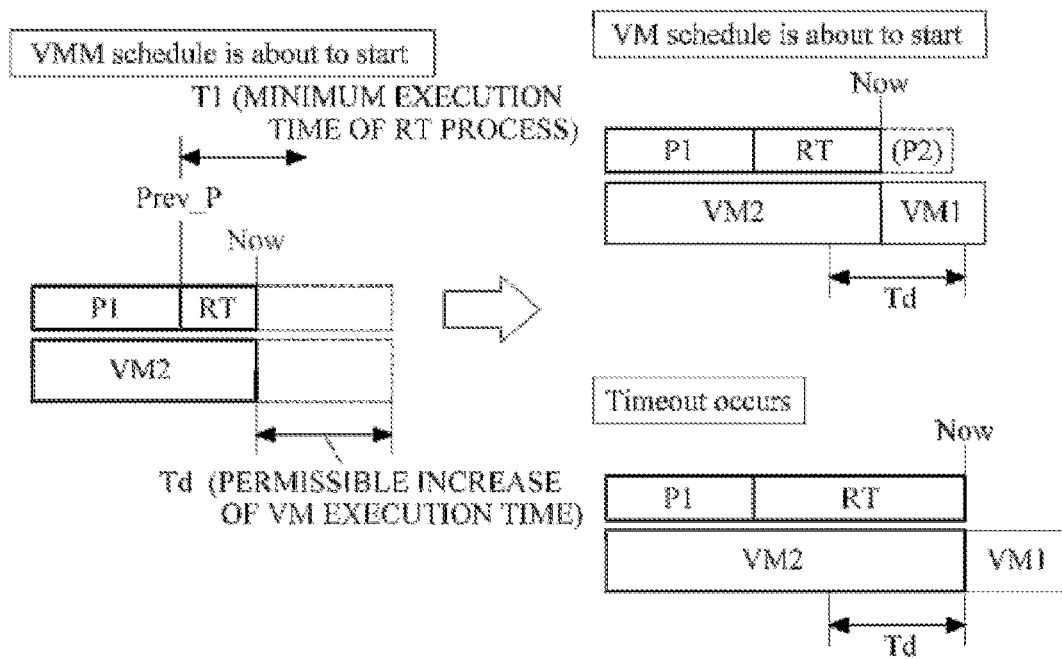 VMM schedule is about to start
T1 (MINIMUM EXECUTION
TIME OF RT PROCESS)
Prev_P
Now
P1
RT
VM2
Td (PERMISSIBLE INCREASE
OF VM EXECUTION TIME)
VM schedule is about to start
Now
P1
RT
(P2)
VM2
VM1
Td
Timeout occurs
Now
P1
RT
VM2
VM1
Td